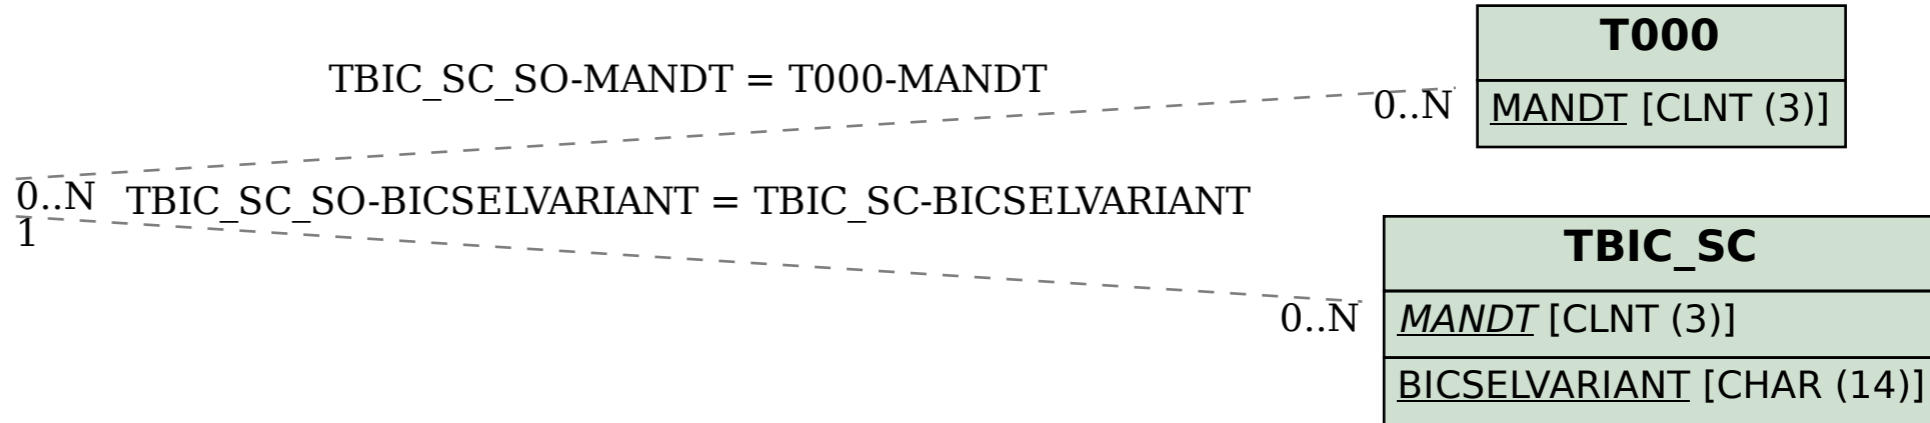 T000
TBIC_SC_SO-MANDT = T000-MANDT
0..N
MANDT [CLNT (3)]
0..N
TBIC_SC_SO-BICSELVARIANT = TBIC_SC-BICSELVARIANT
1
TBIC_SC
0..N
MANDT [CLNT (3)]
BICSELVARIANT [CHAR (14)]